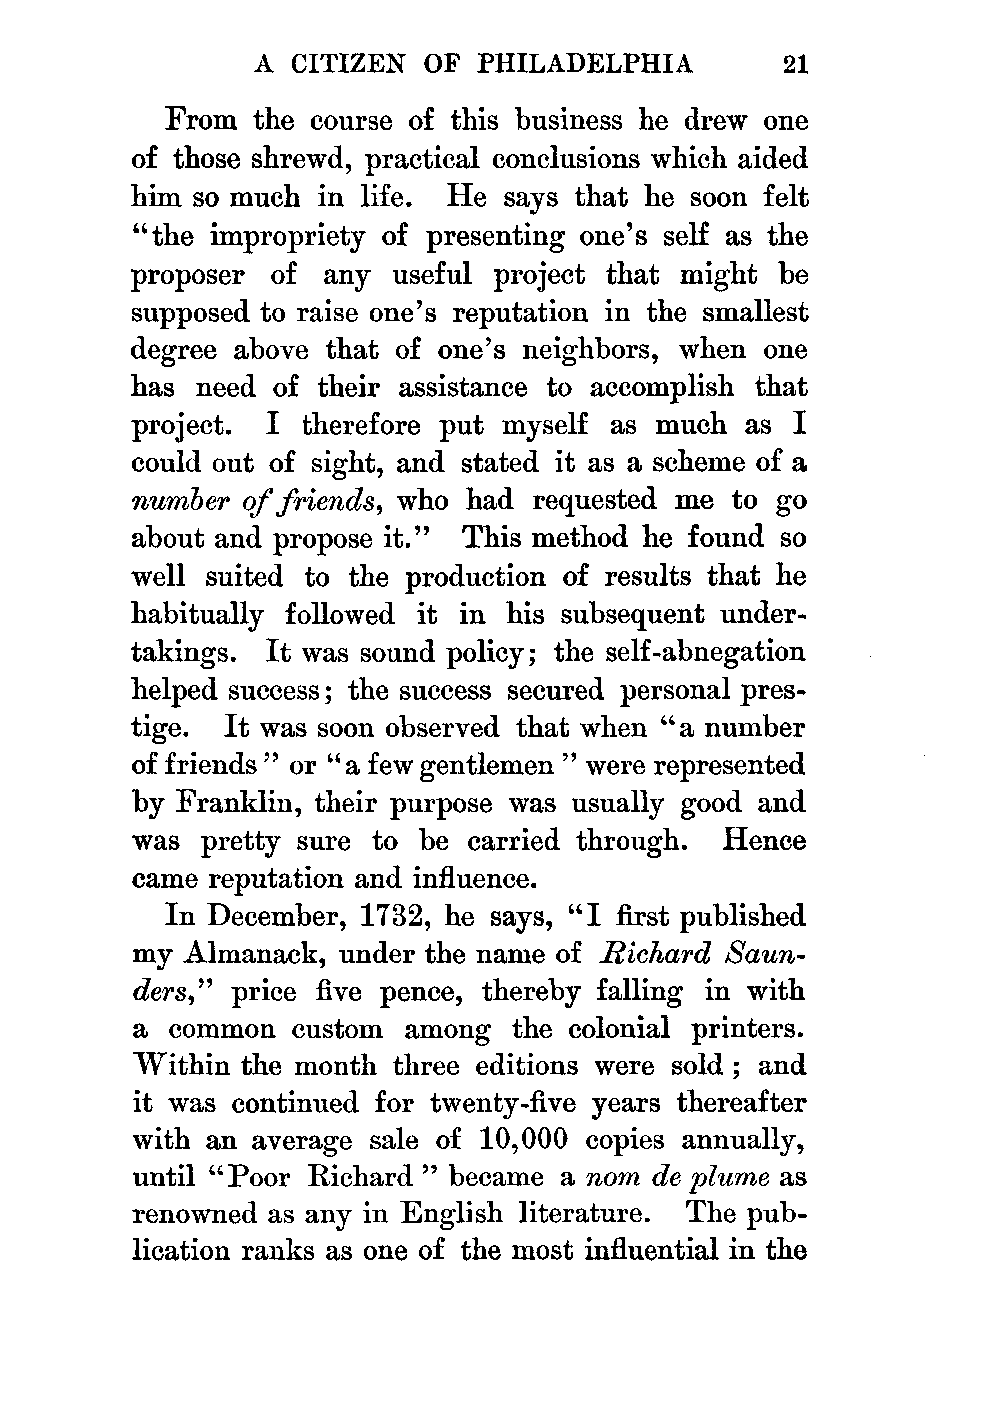 A CITIZEN OF PHILADELPHIA 21
From the course of this business he drew one
of those shrewd, practical conclusions which aided
him so much in life. He says that he soon felt
“the impropriety of presenting one’s self as the
proposer of any useful project that might be
supposed to raise one’s reputation in the smallest
degree above that of one’s neighbors, when one
has need of their assistance to accomplish that
project. I therefore put myself as much as I
could out of sight, and stated it as a scheme of a
number of friends, who had requested me to go
about and propose it.” This method he found so
well suited to the production of results that he
habitually followed it in his subsequent under-
takings. It was sound policy; the self-abnegation
helped success; the success secured personal pres-
tige. It was soon observed that when “a number
of friends” or “a few gentlemen” were represented
by Franklin, their purpose was usually good and
was pretty sure to be carried through. Hence
came reputation and influence.
In December, 1732, he says, “I first published
my Almanack, under the name of Richard Saun-
ders,” price five pence, thereby falling in with
a common custom among the colonial printers.
Within the month three editions were sold; and
it was continued for twenty-five years thereafter
with an average sale of 10,000 copies annually,
until “Poor Richard” became a nom de plume as
renowned as any in English literature. The pub-
lication ranks as one of the most influential in the